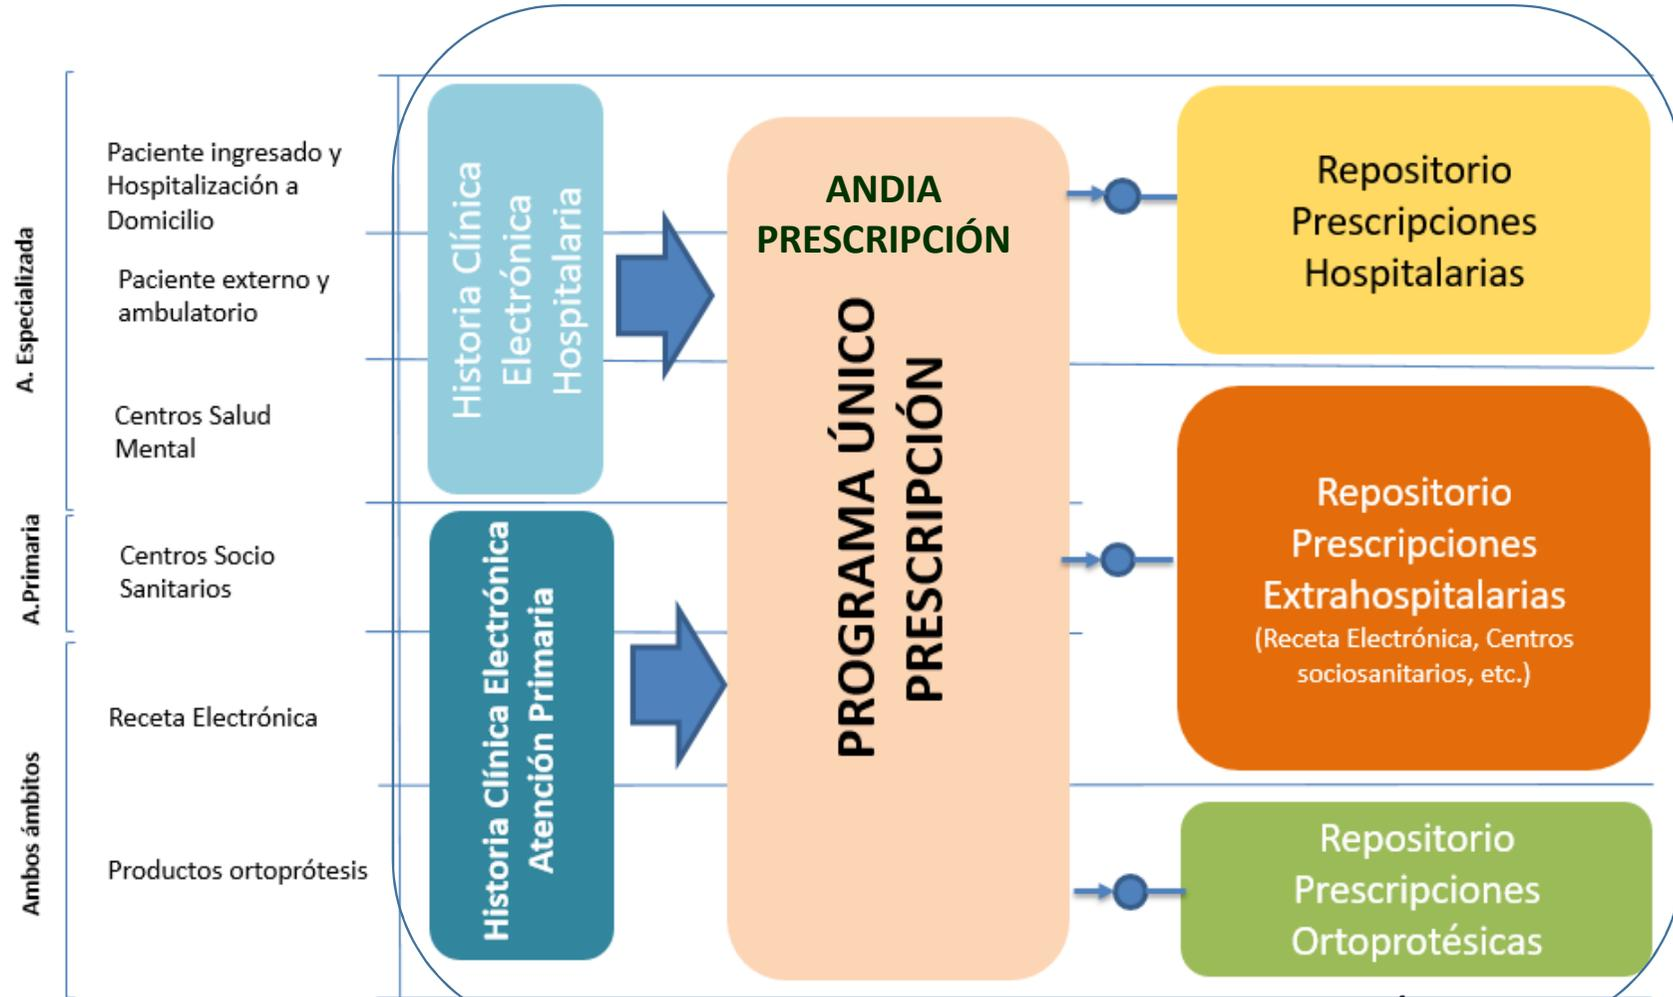 A. Especializada
Paciente ingresado y
Hospitalización a
Domicilio
Paciente externo y
ambulatorio
Centros Salud
Mental
A.Primaria
Centros Socio
Sanitarios
Ambos ámbitos
Receta Electrónica
Productos ortoprótesis
Historia Clínica
Electrónica
Hospitalaria
Historia Clínica Electrónica
Atención Primaria
ANDIA
PRESCRIPCIÓN
PROGRAMA ÚNICO
PRESCRIPCIÓN
Repositorio
Prescripciones
Hospitalarias
Repositorio
Prescripciones
Extrahospitalarias
(Receta Electrónica, Centros
sociosanitarios, etc.)
Repositorio
Prescripciones
Ortoprotésicas